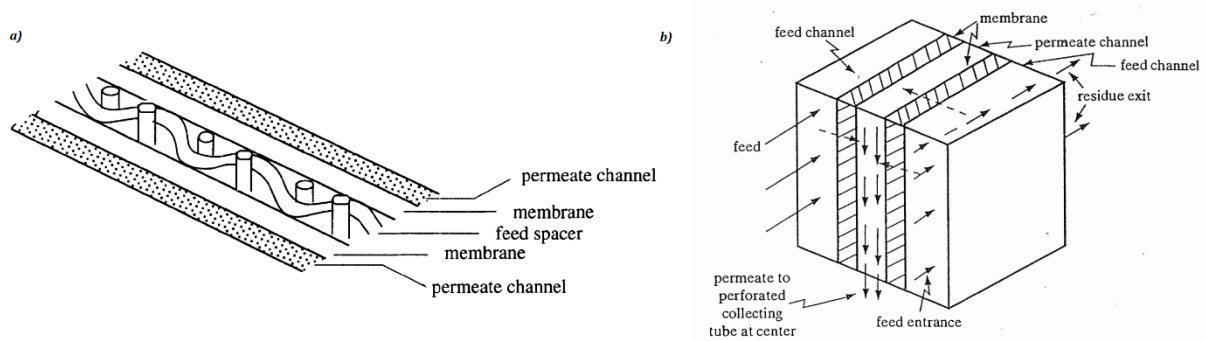 a)
permeate channel
membrane
feed spacer
membrane
permeate channel
b)
feed channel
membrane
permeate channel
feed channel
residue exit
feed
permeate to
perforated
collecting
tube at center
feed entrance